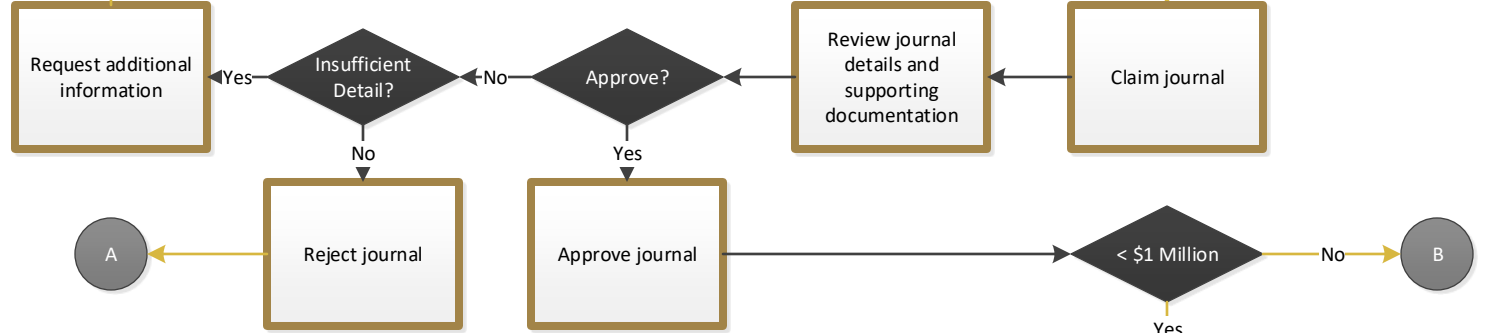 Request additional
information
Yes
Insufficient
Detail?
No
Approve?
Review journal
details and
supporting
documentation
Claim journal
No
Yes
A
Reject journal
Approve journal
< $1 Million
No
B
Yes